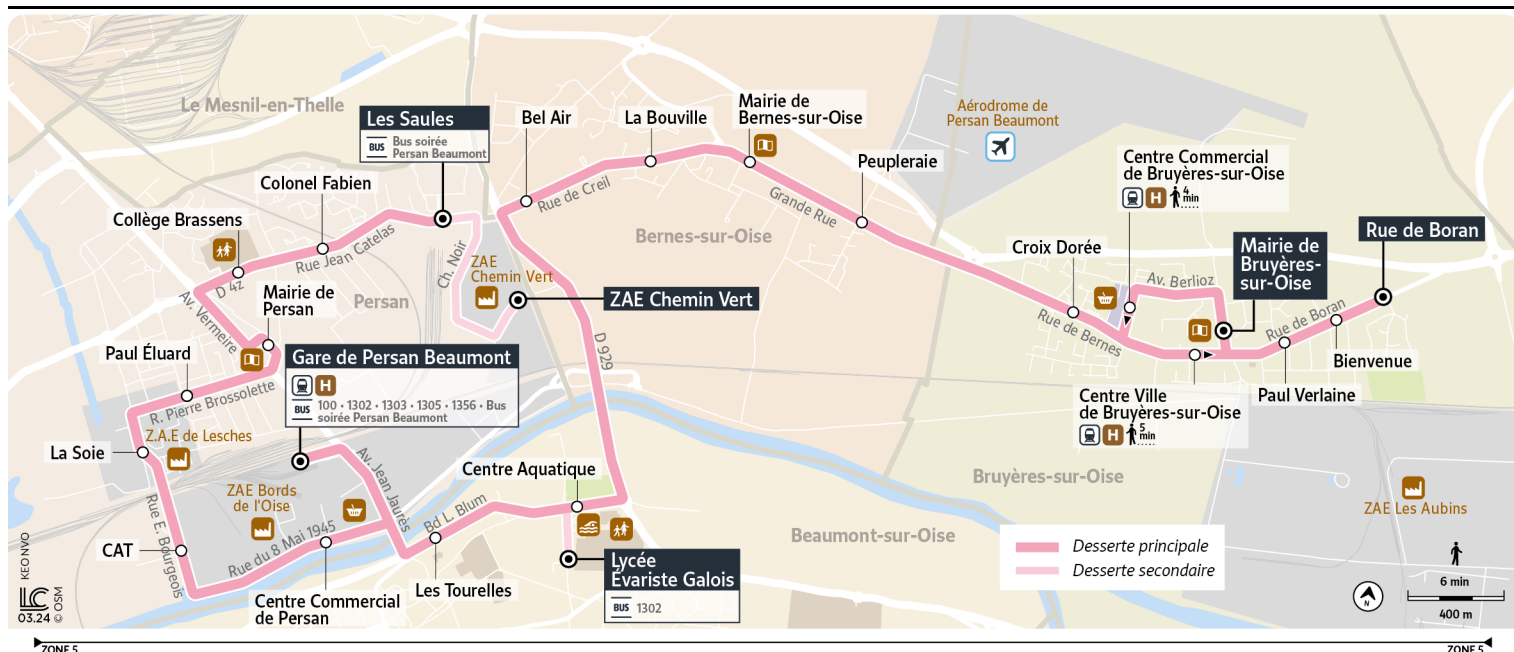 Le Mesnil-en-Thelle
Les Saules
BUS
Bus soirée
Persan Beaumont
Bel Air
La Bouville
Mairie de
Bernes-sur-Oise
Aérodrome de
Persan Beaumont
Peupleraie
Centre Commercial
de Bruyères-sur-Oise
H
4
min
Colonel Fabien
Rue de Creil
Grande Rue
Collège Brassens
Rue Jean Catelas
Ch. Noir
Bernes-sur-Oise
Croix Dorée
Mairie de
Bruyères-
sur-Oise
Rue de Boran
D 4z
ZAE
Chemin Vert
Av. Berlioz
Av. Vermeire
Mairie de
Persan
Persan
ZAE Chemin Vert
Rue de Bernes
Rue de Boran
Bienvenue
Paul Éluard
Gare de Persan Beaumont
H
BUS
100 • 1302 • 1303 • 1305 • 1356 • Bus
soirée Persan Beaumont
D 929
R. Pierre Brossolette
Centre Ville
de Bruyères-sur-Oise
H
5
min
Paul Verlaine
Z.A.E de Lesches
La Soie
Centre Aquatique
Av. Jean Jaurès
Bruyères-sur-Oise
ZAE Bords
de l'Oise
Rue E. Bourgeois
Bd L. Blum
ZAE Les Aubins
Rue du 8 Mai 1945
Beaumont-sur-Oise
CAT
Desserte principale
Desserte secondaire
Lycée
Évariste Galois
BUS
1302
Les Tourelles
Centre Commercial
de Persan
6 min
400 m
N
KEO NVO
LC
03.24
© OSM
ZONE 5
ZONE 5